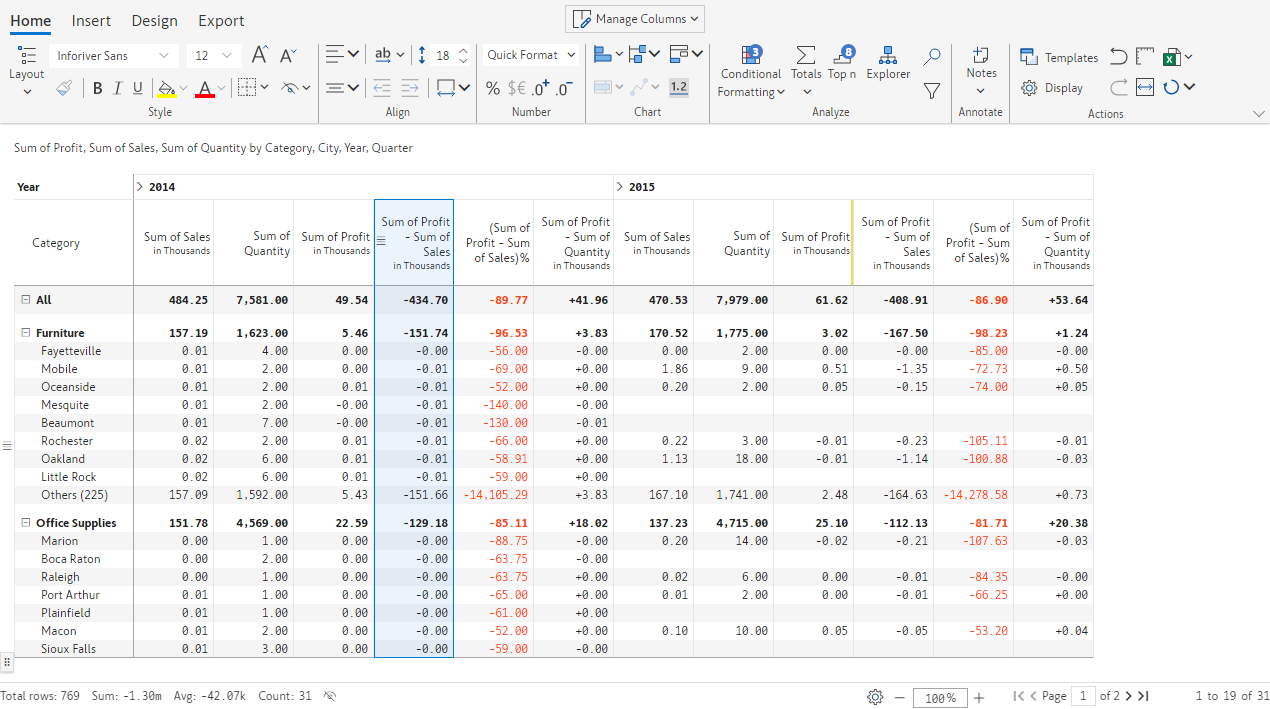 Home Insert Design Export
Manage Columns
Layout
Inforiver Sans 12
B I U A
Style
ab 18
Align
Quick Format
% $€ .0+ .0-
Number
1.2
Chart
3 Conditional Formatting
Totals
8 Top n
Explorer
Analyze
Notes
Annotate
Templates
Display
Actions
Sum of Profit, Sum of Sales, Sum of Quantity by Category, City, Year, Quarter
Year > 2014 > 2015
Category
Sum of Sales in Thousands
Sum of Quantity
Sum of Profit in Thousands
Sum of Profit - Sum of Sales in Thousands
(Sum of Profit - Sum of Sales)%
Sum of Profit - Sum of Quantity in Thousands
Sum of Sales in Thousands
Sum of Quantity
Sum of Profit in Thousands
Sum of Profit - Sum of Sales in Thousands
(Sum of Profit - Sum of Sales)%
Sum of Profit - Sum of Quantity in Thousands
All 484.25 7,581.00 49.54 -434.70 -89.77 +41.96 470.53 7,979.00 61.62 -408.91 -86.90 +53.64
Furniture 157.19 1,623.00 5.46 -151.74 -96.53 +3.83 170.52 1,775.00 3.02 -167.50 -98.23 +1.24
Fayetteville 0.01 4.00 0.00 -0.00 -56.00 -0.00 0.00 2.00 0.00 -0.00 -85.00 -0.00
Mobile 0.01 2.00 0.00 -0.01 -69.00 +0.00 1.86 9.00 0.51 -1.35 -72.73 +0.50
Oceanside 0.01 2.00 0.01 -0.01 -52.00 +0.00 0.20 2.00 0.05 -0.15 -74.00 +0.05
Mesquite 0.01 2.00 -0.00 -0.01 -140.00 -0.00
Beaumont 0.01 7.00 -0.00 -0.01 -130.00 -0.01
Rochester 0.02 2.00 0.01 -0.01 -66.00 +0.00 0.22 3.00 -0.01 -0.23 -105.11 -0.01
Oakland 0.02 6.00 0.01 -0.01 -58.91 +0.00 1.13 18.00 -0.01 -1.14 -100.88 -0.03
Little Rock 0.02 6.00 0.01 -0.01 -59.00 +0.00
Others (225) 157.09 1,592.00 5.43 -151.66 -14,105.29 +3.83 167.10 1,741.00 2.48 -164.63 -14,278.58 +0.73
Office Supplies 151.78 4,569.00 22.59 -129.18 -85.11 +18.02 137.23 4,715.00 25.10 -112.13 -81.71 +20.38
Marion 0.00 1.00 0.00 -0.00 -88.75 -0.00 0.20 14.00 -0.02 -0.21 -107.63 -0.03
Boca Raton 0.00 2.00 0.00 -0.00 -63.75 -0.00
Raleigh 0.00 1.00 0.00 -0.00 -63.75 +0.00 0.02 6.00 0.00 -0.01 -84.35 -0.00
Port Arthur 0.01 1.00 0.00 -0.00 -65.00 +0.00 0.01 2.00 0.00 -0.01 -66.25 +0.00
Plainfield 0.01 1.00 0.00 -0.00 -61.00 +0.00
Macon 0.01 2.00 0.00 -0.00 -52.00 +0.00 0.10 10.00 0.05 -0.05 -53.20 +0.04
Sioux Falls 0.01 3.00 0.00 -0.00 -59.00 -0.00
Total rows: 769 Sum: -1.30m Avg: -42.07k Count: 31 100% Page 1 of 2 1 to 19 of 31